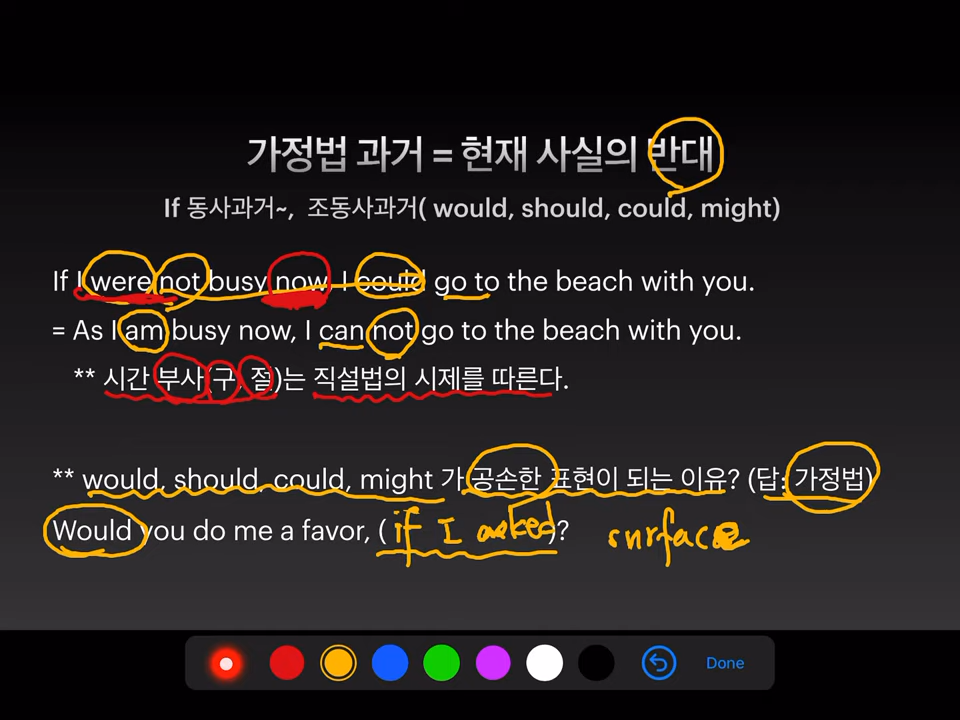 가정법 과거 = 현재 사실의 반대
If 동사과거~, 조동사과거( would, should, could, might)
If I were not busy now, I could go to the beach with you.
= As I am busy now, I can not go to the beach with you.
** 시간 부사(구, 절)는 직설법의 시제를 따른다.
** would, should, could, might 가 공손한 표현이 되는 이유? (답: 가정법)
Would you do me a favor, ( if I asked )? surface
Done